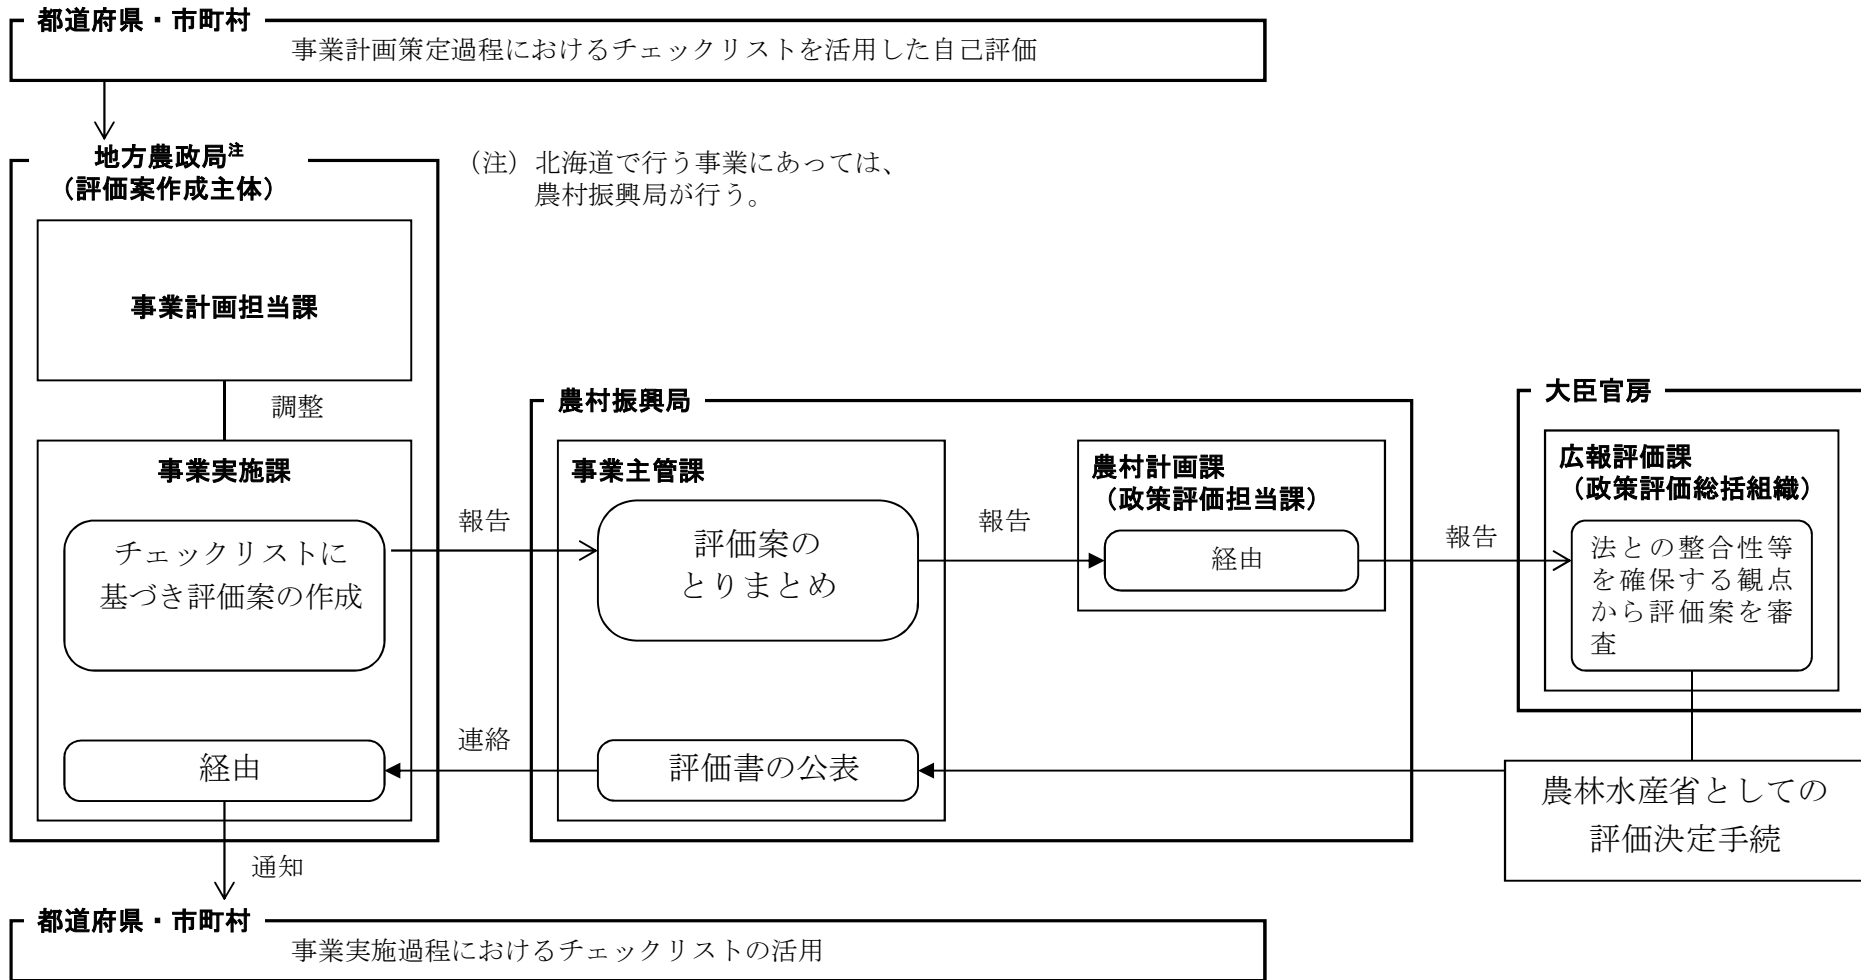 都道府県・市町村
事業計画策定過程におけるチェックリストを活用した自己評価
地方農政局注
（評価案作成主体）
（注）北海道で行う事業にあっては、
農村振興局が行う。
事業計画担当課
調整
事業実施課
チェックリストに
基づき評価案の作成
報告
農村振興局
事業主管課
評価案の
とりまとめ
報告
農村計画課
（政策評価担当課）
経由
報告
大臣官房
広報評価課
（政策評価総括組織）
法との整合性等
を確保する観点
から評価案を審
査
農林水産省としての
評価決定手続
評価書の公表
連絡
経由
通知
都道府県・市町村
事業実施過程におけるチェックリストの活用